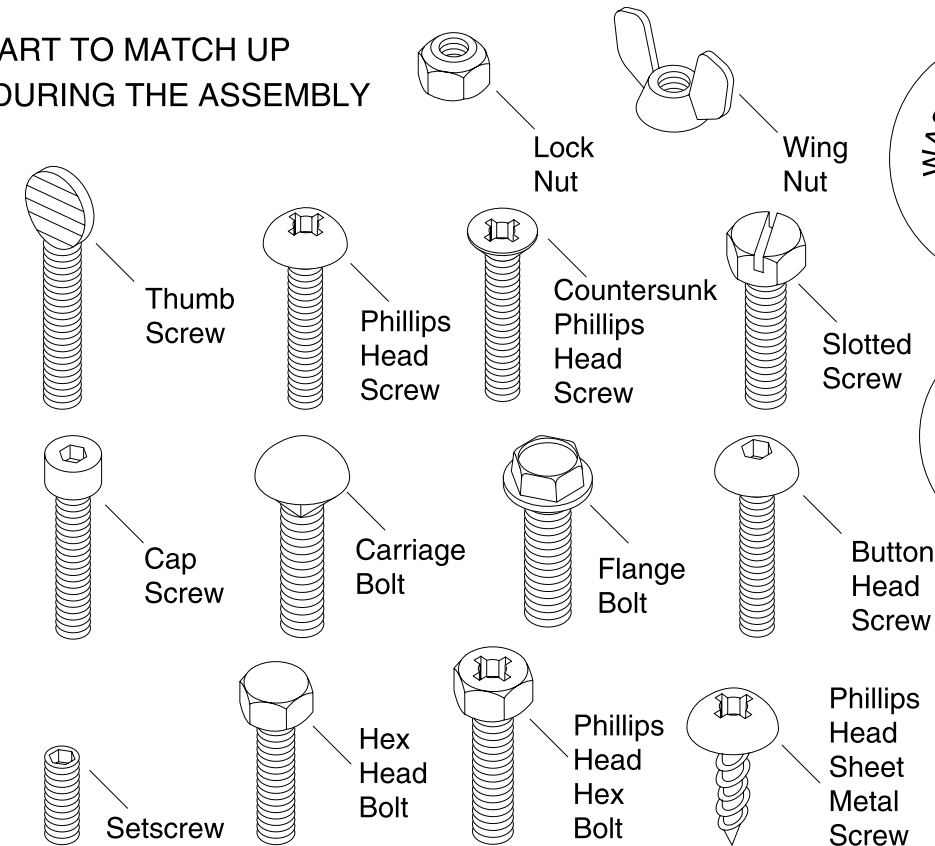 ART TO MATCH UP
DURING THE ASSEMBLY
Lock
Nut
Wing
Nut
Thumb
Screw
Phillips
Head
Screw
Countersunk
Phillips
Head
Screw
Slotted
Screw
Cap
Screw
Carriage
Bolt
Flange
Bolt
Button
Head
Screw
Setscrew
Hex
Head
Bolt
Phillips
Head
Hex
Bolt
Phillips
Head
Sheet
Metal
Screw